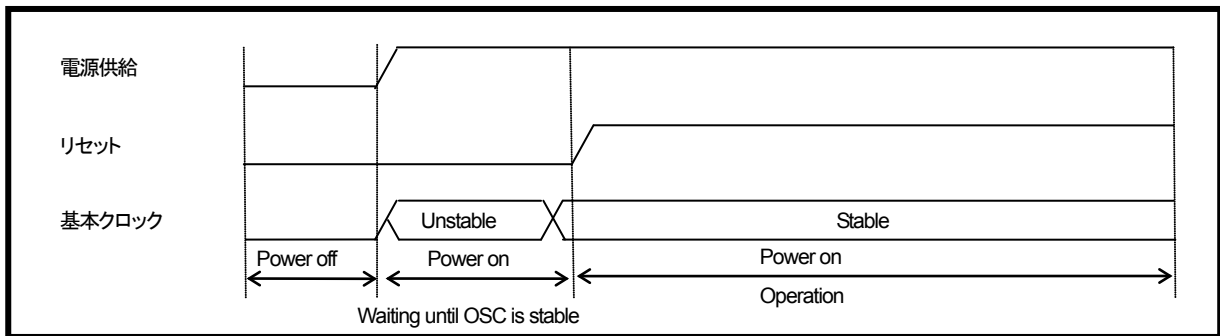 電源供給
リセット
基本クロック
Unstable
Stable
Power off
Power on
Power on
Operation
Waiting until OSC is stable